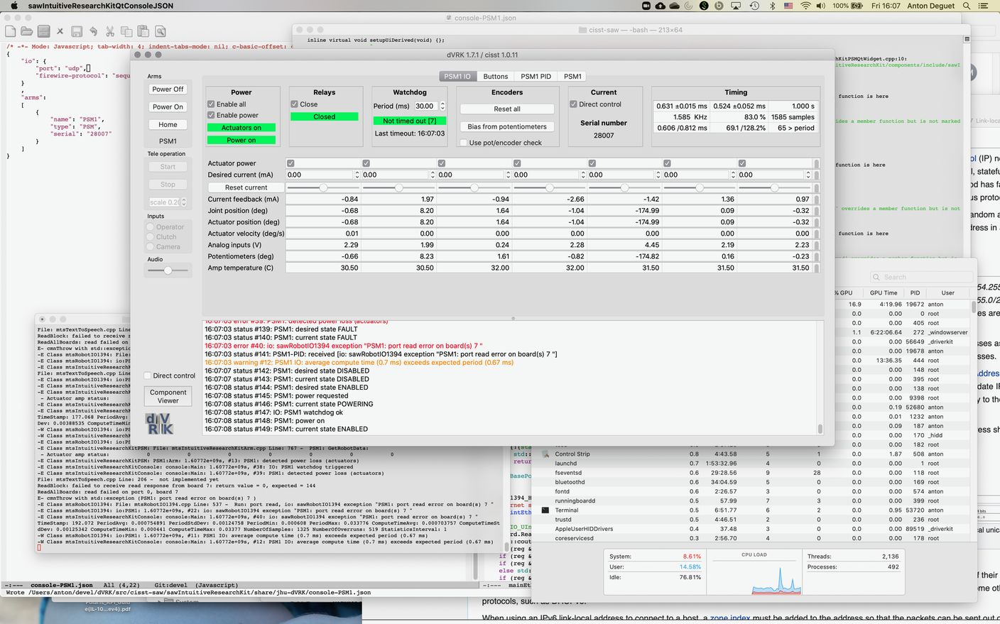 sawIntuitiveResearchKitQtConsoleJSON
100%
Fri 16:07
Anton Deguet
console-PSM1.json
cisst-saw — -bash — 213×64
/* -*- Mode: Javascript; tab-width: 4; indent-tabs-mode: nil; c-basic-offset:
{
"io": {
"port": "udp",
"firewire-protocol": "sequ
}
,
"arms":
[
{
"name": "PSM1",
"type": "PSM",
"serial": "28007"
}
]
}
inline virtual void setupUiDerived(void) {};
hKitPSMQtWidget.cpp:10:
uitiveResearchKit/components/include/sawI
function is here
ides a member function but is not marked
function is here
' overrides a member function but is not
function is here
dVRK 1.7.1 / cisst 1.0.11
Arms
Power Off
Power On
Home
PSM1
Tele operation
Start
Stop
scale 0.20
Inputs
Operator
Clutch
Camera
Audio
Direct control
Component
Viewer
dVRK
PSM1 IO
Buttons
PSM1 PID
PSM1
Power
Enable all
Enable power
Actuators on
Power on
Relays
Close
Closed
Watchdog
Period (ms) 30.00
Not timed out [7]
Last timeout: 16:07:03
Encoders
Reset all
Bias from potentiometers
Use pot/encoder check
Current
Direct control
Serial number
28007
Timing
0.631 ±0.015 ms 0.524 ±0.052 ms 1.000 s
1.585 KHz 83.0 % 1585 samples
0.606 /0.812 ms 69.1 /128.2% 65 > period
Actuator power
Desired current (mA) 0.00 0.00 0.00 0.00 0.00 0.00 0.00
Reset current
Current feedback (mA) -0.84 1.97 -0.94 -2.66 -1.42 1.36 0.97
Joint position (deg) -0.68 8.20 1.64 -1.04 -174.99 0.09 -0.32
Actuator position (deg) -0.68 8.20 1.64 -1.04 -174.99 0.09 -0.32
Actuator velocity (deg/s) 0.01 0.00 0.00 0.00 0.00 0.00 0.00
Analog inputs (V) 2.29 1.99 0.24 2.28 4.45 2.19 2.23
Potentiometers (deg) -0.66 8.23 1.61 -0.82 -174.82 0.16 -0.23
Amp temperature (C) 30.50 30.50 32.00 32.00 31.50 31.50 31.50
16:07:03 error #39: PSM1: detected power loss (actuators)
16:07:03 status #139: PSM1: desired state FAULT
16:07:03 status #140: PSM1: current state FAULT
16:07:03 error #40: io: sawRobotIO1394 exception "PSM1: port read error on board(s) 7 "
16:07:03 status #141: PSM1-PID: received [io: sawRobotIO1394 exception "PSM1: port read error on board(s) 7 "]
16:07:03 warning #12: PSM1 IO: average compute time (0.7 ms) exceeds expected period (0.67 ms)
16:07:07 status #142: PSM1: desired state DISABLED
16:07:07 status #143: PSM1: current state DISABLED
16:07:08 status #144: PSM1: desired state ENABLED
16:07:08 status #145: PSM1: power requested
16:07:08 status #146: PSM1: current state POWERING
16:07:08 status #147: IO: PSM1 watchdog ok
16:07:08 status #148: PSM1: power on
16:07:08 status #149: PSM1: current state ENABLED
File: mtsTextToSpeech.cpp Line
ReadBlock: failed to receive r
ReadAllBoards: read failed on
E- cmnThrow with std::exceptio
-E Class mtsRobotIO1394: File:
-E Class mtsRobotIO1394: io:PS
-E Class mtsIntuitiveResearchK
File: mtsTextToSpeech.cpp Line
-E Class mtsRobotIO1394: io:PS
-E Class mtsIntuitiveResearchK
- Actuator amp status:
-E Class mtsIntuitiveResearchK
-E Class mtsIntuitiveResearchK
TimeStamp: 177.068 PeriodAvg:
Dev: 0.00388535 ComputeTimeMin
-W Class mtsRobotIO1394: io:PS
-W Class mtsIntuitiveResearchK
-E Class mtsRobotIO1394: io:PS
-E Class mtsIntuitiveResearchKitPSM: File: mtsIntuitiveResearchKitArm.cpp Line: 767 - PSM1: GetRobotData:
- Actuator amp status: 0 0 0 0 0 0 0
-E Class mtsIntuitiveResearchKitPSM: PSM1:Arm: 1.60772e+09s, #13: PSM1: detected power loss (actuators)
-E Class mtsIntuitiveResearchKitConsole: console:Main: 1.60772e+09s, #38: IO: PSM1 watchdog triggered
-E Class mtsIntuitiveResearchKitConsole: console:Main: 1.60772e+09s, #39: PSM1: detected power loss (actuators)
File: mtsTextToSpeech.cpp Line: 206 - not implemented yet
ReadBlock: failed to receive read response from board 7: return value = 0, expected = 144
ReadAllBoards: read failed on port 0, board 7
E- cmnThrow with std::exception (PSM1: port read error on board(s) 7 )
-E Class mtsRobotIO1394: File: mtsRobotIO1394.cpp Line: 537 - Run: port read, io: sawRobotIO1394 exception "PSM1: port read error on board(s) 7 "
-E Class mtsRobotIO1394: io:PSM1: 1.60772e+09s, #22: io: sawRobotIO1394 exception "PSM1: port read error on board(s) 7 "
-E Class mtsIntuitiveResearchKitConsole: console:Main: 1.60772e+09s, #40: io: sawRobotIO1394 exception "PSM1: port read error on board(s) 7 "
TimeStamp: 192.072 PeriodAvg: 0.000754891 PeriodStdDev: 0.00124785 PeriodMin: 0.000608 PeriodMax: 0.033776 ComputeTimeAvg: 0.000703757 ComputeTimeSt
dDev: 0.00125342 ComputeTimeMin: 0.000441 ComputeTimeMax: 0.03377 NumberOfSamples: 1325 NumberOfOverruns: 519 StatisticsInterval: 1
-W Class mtsRobotIO1394: io:PSM1: 1.60772e+09s, #11: PSM1 IO: average compute time (0.7 ms) exceeds expected period (0.67 ms)
-W Class mtsIntuitiveResearchKitConsole: console:Main: 1.60772e+09s, #12: PSM1 IO: average compute time (0.7 ms) exceeds expected period (0.67 ms)
-:--- console-PSM1.json All (4,22) Git:devel (Javascript)
Wrote /Users/anton/devel/dVRK/src/cisst-saw/sawIntuitiveResearchKit/share/jhu-dVRK/console-PSM1.json
-:--- mainEth
Search
% GPU GPU Time PID User
16.9 4:19.96 19672 anton
0.0 0.00 0 root
0.0 0.00 405 root
1.1 6:22:06.64 272 _windowserver
0.0 0.00 56649 _driverkit
0.0 0.00 19678 anton
0.0 13:36.35 444 root
0.0 0.00 148 root
0.0 0.00 395 root
0.0 0.00 138 root
0.0 0.00 9398 root
0.0 0.19 52680 anton
0.0 0.01 1232 anton
0.0 0.09 187 anton
0.0 0.00 170 _hidd
0.0 0.00 182 root
Control Strip 0.8 4:43.58 5 1 0.0 1.87 508 anton
launchd 0.7 1:53:32.96 4 0 0.0 0.00 1 root
fseventsd 0.6 29:28.56 9 28 0.0 0.00 118 root
bluetoothd 0.6 34:04.59 5 0 0.0 0.00 169 root
fontd 0.6 2:26.57 3 0 0.0 0.00 574 anton
runningboardd 0.5 57.99 7 3 0.0 0.00 399 root
Terminal 0.5 6:51.77 6 2 0.0 0.95 53720 anton
trustd 0.5 4:46.51 2 0 0.0 0.00 236 root
AppleUserHIDDrivers 0.4 37.48 3 0 0.0 0.00 89519 _driverkit
coreservicesd 0.3 2:56.70 4 0 0.0 0.00 178 root
System: 8.61%
User: 14.58%
Idle: 76.81%
CPU LOAD
Threads: 2,136
Processes: 492
protocols, such as DHCPv6.
When using an IPv6 link-local address to connect to a host, a zone index must be added to the address so that the packets can be sent out